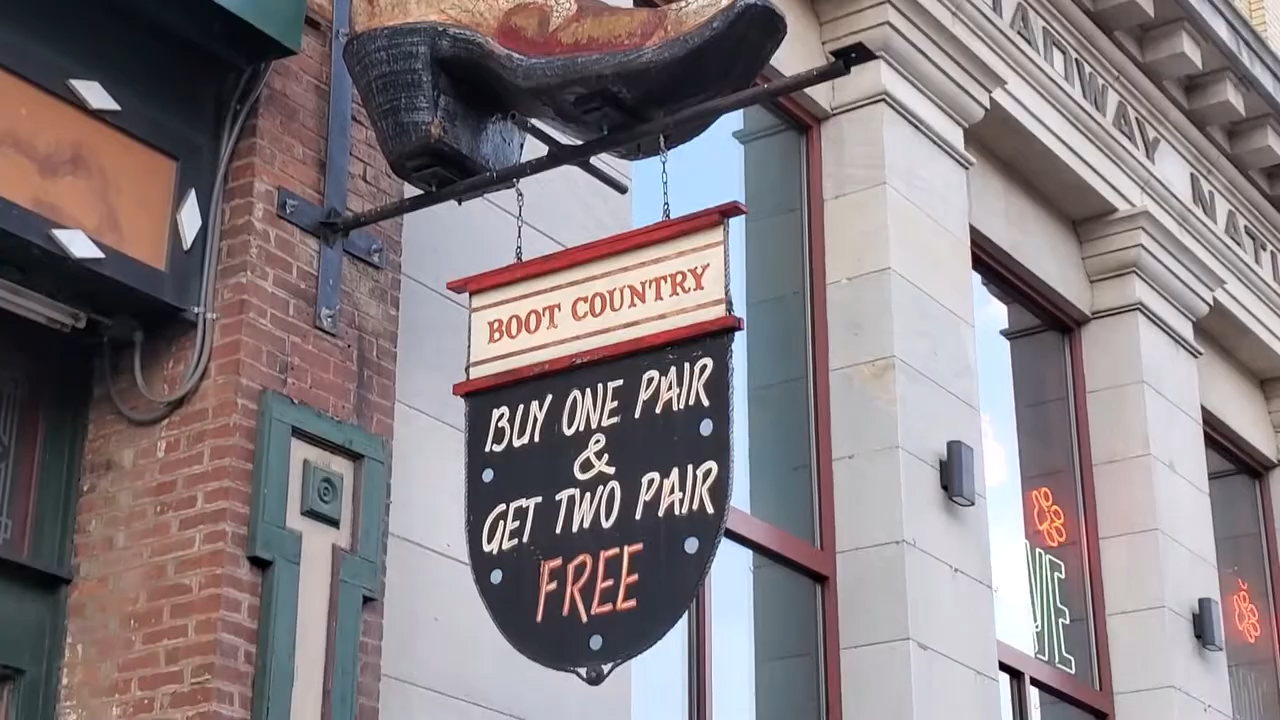 BOOT COUNTRY
BUY ONE PAIR
&
GET TWO PAIR
FREE